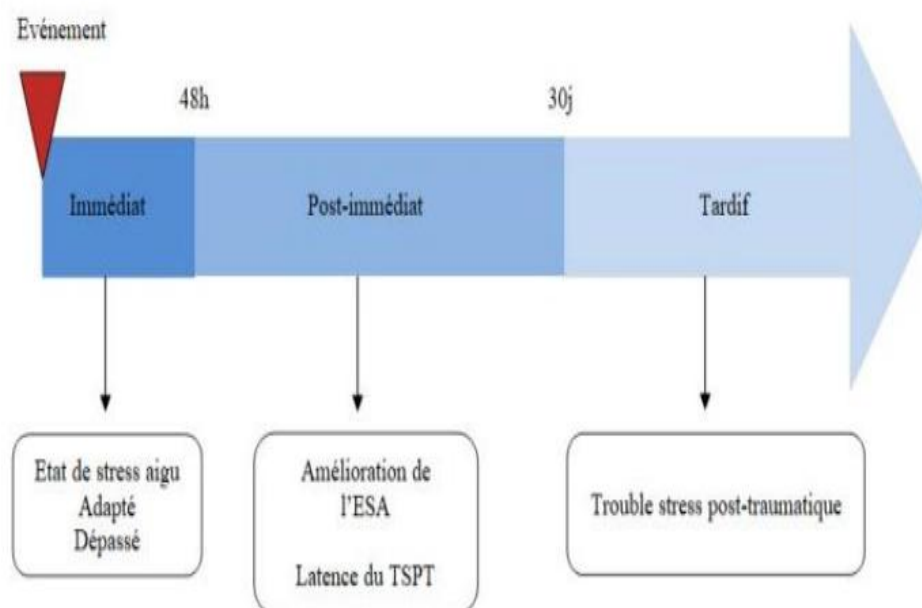 Evénement
48h
30j
Immédiat
Post-immédiat
Tardif
Etat de stress aigu
Adapté
Dépassé
Amélioration de
l'ESA
Latence du TSPT
Trouble stress post-traumatique